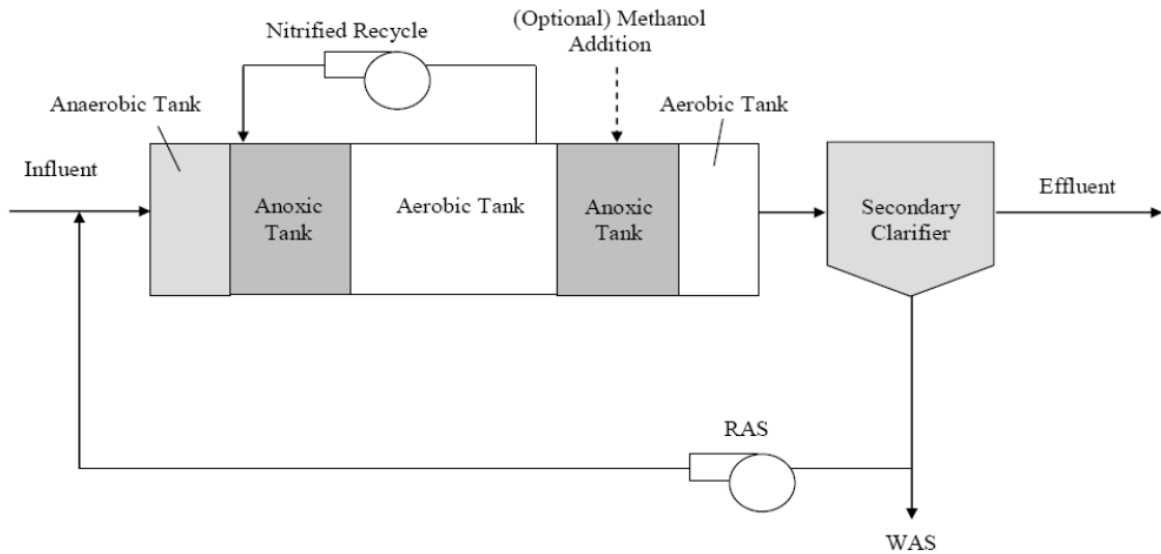 (Optional) Methanol
Addition
Nitrified Recycle
Anaerobic Tank
Aerobic Tank
Influent
Anoxic
Tank
Aerobic Tank
Anoxic
Tank
Secondary
Clarifier
Effluent
RAS
WAS